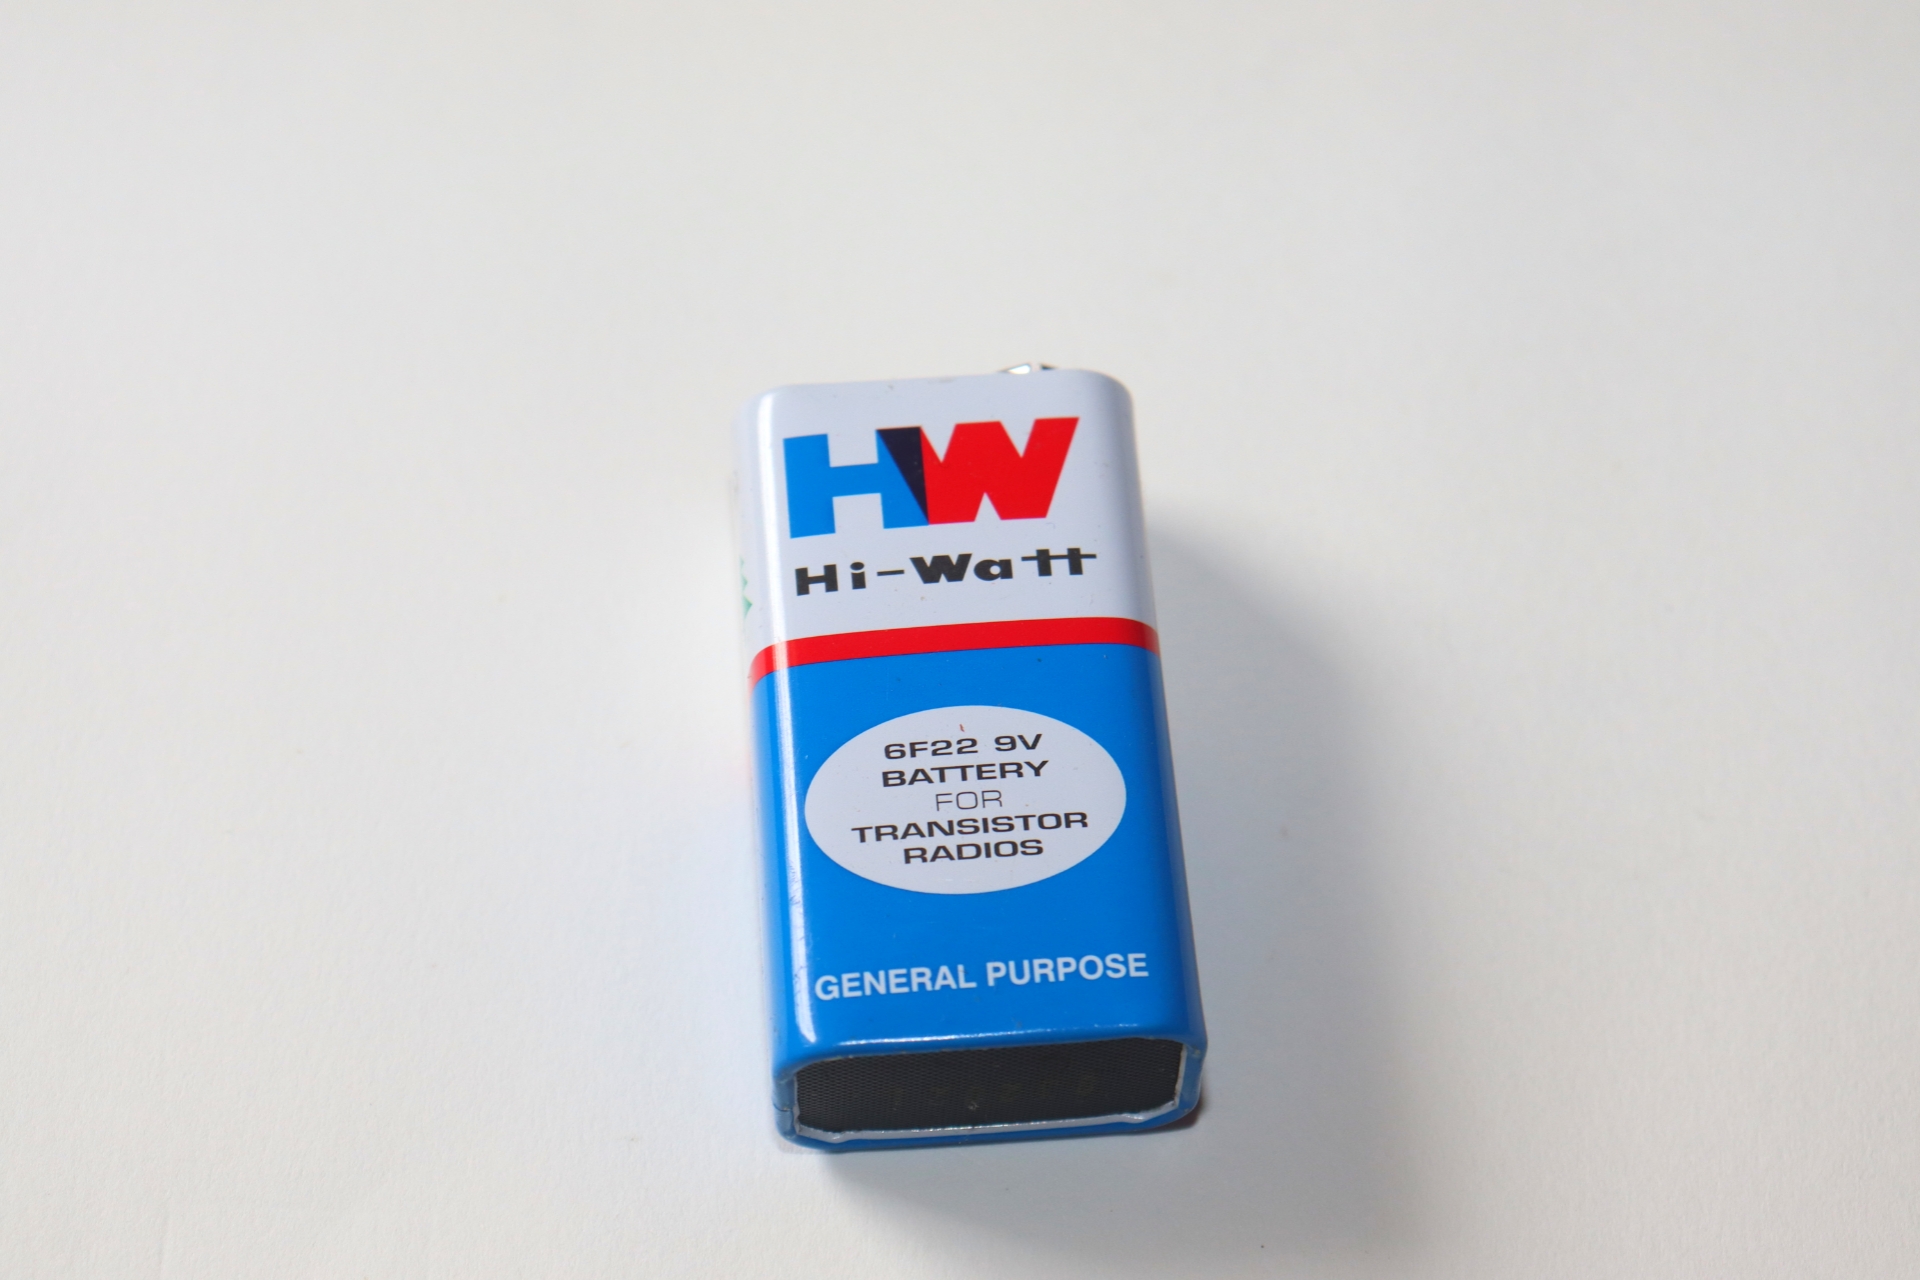 HW
Hi-Watt
6F22 9V
BATTERY
FOR
TRANSISTOR
RADIOS
GENERAL PURPOSE